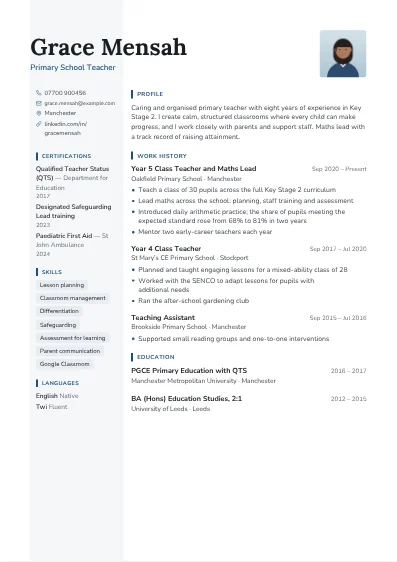 Grace Mensah
Primary School Teacher
07700 900456
grace.mensah@example.com
Manchester
linkedin.com/in/
gracemensah
CERTIFICATIONS
Qualified Teacher Status
(QTS) — Department for
Education
2017
Designated Safeguarding
Lead training
2023
Paediatric First Aid — St
John Ambulance
2024
SKILLS
Lesson planning
Classroom management
Differentiation
Safeguarding
Assessment for learning
Parent communication
Google Classroom
LANGUAGES
English Native
Twi Fluent
PROFILE
Caring and organised primary teacher with eight years of experience in Key
Stage 2. I create calm, structured classrooms where every child can make
progress, and I work closely with parents and support staff. Maths lead with
a track record of raising attainment.
WORK HISTORY
Year 5 Class Teacher and Maths Lead Sep 2020 – Present
Oakfield Primary School · Manchester
• Teach a class of 30 pupils across the full Key Stage 2 curriculum
• Lead maths across the school: planning, staff training and assessment
• Introduced daily arithmetic practice; the share of pupils meeting the
expected standard rose from 68% to 81% in two years
• Mentor two early-career teachers each year
Year 4 Class Teacher Sep 2017 – Jul 2020
St Mary's CE Primary School · Stockport
• Planned and taught engaging lessons for a mixed-ability class of 28
• Worked with the SENCO to adapt lessons for pupils with
additional needs
• Ran the after-school gardening club
Teaching Assistant Sep 2015 – Jul 2016
Brookside Primary School · Manchester
• Supported small reading groups and one-to-one interventions
EDUCATION
PGCE Primary Education with QTS 2016 – 2017
Manchester Metropolitan University · Manchester
BA (Hons) Education Studies, 2:1 2012 – 2015
University of Leeds · Leeds